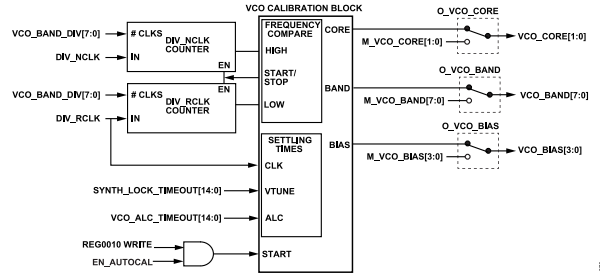 VCO CALIBRATION BLOCK
VCO_BAND_DIV[7:0]
# CLKS
DIV_NCLK
COUNTER
DIV_NCLK
IN
EN
VCO_BAND_DIV[7:0]
# CLKS
DIV_RCLK
COUNTER
DIV_RCLK
IN
EN
FREQUENCY
COMPARE
HIGH
START/
STOP
LOW
SETTLING
TIMES
CLK
SYNTH_LOCK_TIMEOUT[14:0]
VTUNE
VCO_ALC_TIMEOUT[14:0]
ALC
REG0010 WRITE
EN_AUTOCAL
START
CORE
O_VCO_CORE
M_VCO_CORE[1:0]
VCO_CORE[1:0]
BAND
O_VCO_BAND
M_VCO_BAND[7:0]
VCO_BAND[7:0]
BIAS
O_VCO_BIAS
M_VCO_BIAS[3:0]
VCO_BIAS[3:0]